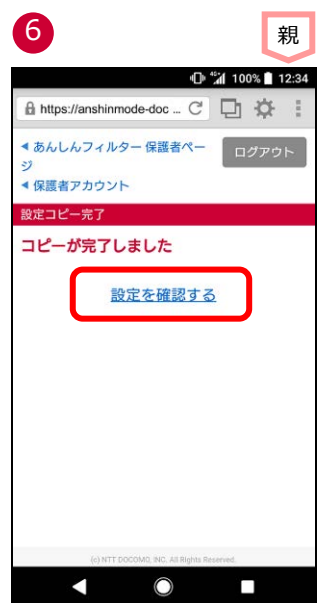 6
親
4G 100% 12:34
https://anshinmode-doc ...
◀ あんしんフィルター 保護者ページ
ログアウト
◀ 保護者アカウント
設定コピー完了
コピーが完了しました
設定を確認する
(c) NTT DOCOMO, INC. All Rights Reserved.